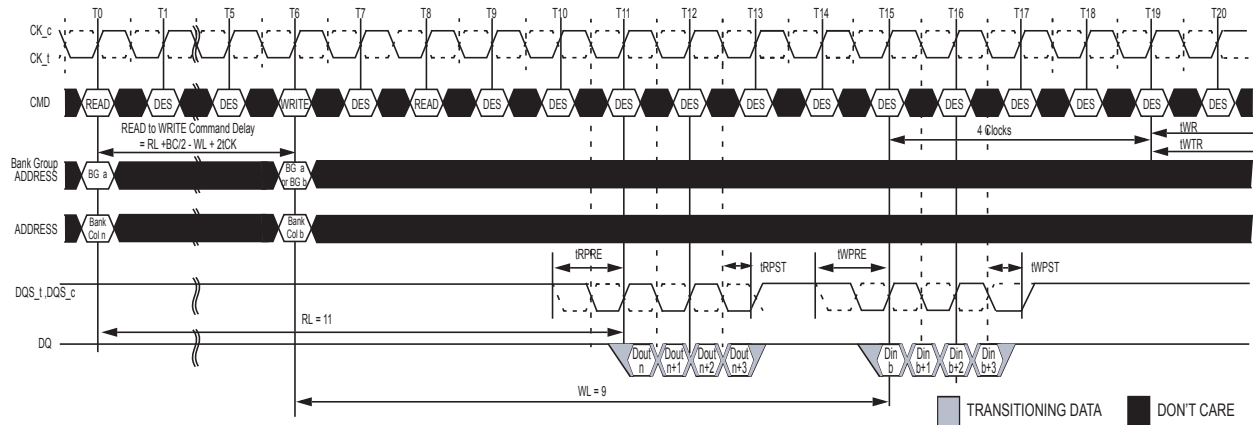 T0 T1 T5 T6 T7 T8 T9 T10 T11 T12 T13 T14 T15 T16 T17 T18 T19 T20
CK_c
CK_t
CMD
READ DES DES WRITE DES READ DES DES DES DES DES DES DES DES DES DES DES DES
READ to WRITE Command Delay
= RL +BC/2 - WL + 2tCK
4 Clocks
tWR
tWTR
Bank Group
ADDRESS
BG a
BG a
or BG b
ADDRESS
Bank
Col n
Bank
Col b
tRPRE
tRPST
tWPRE
tWPST
DQS_t ,DQS_c
RL = 11
DQ
Dout
n
Dout
n+1
Dout
n+2
Dout
n+3
Din
b
Din
b+1
Din
b+2
Din
b+3
WL = 9
TRANSITIONING DATA
DON'T CARE